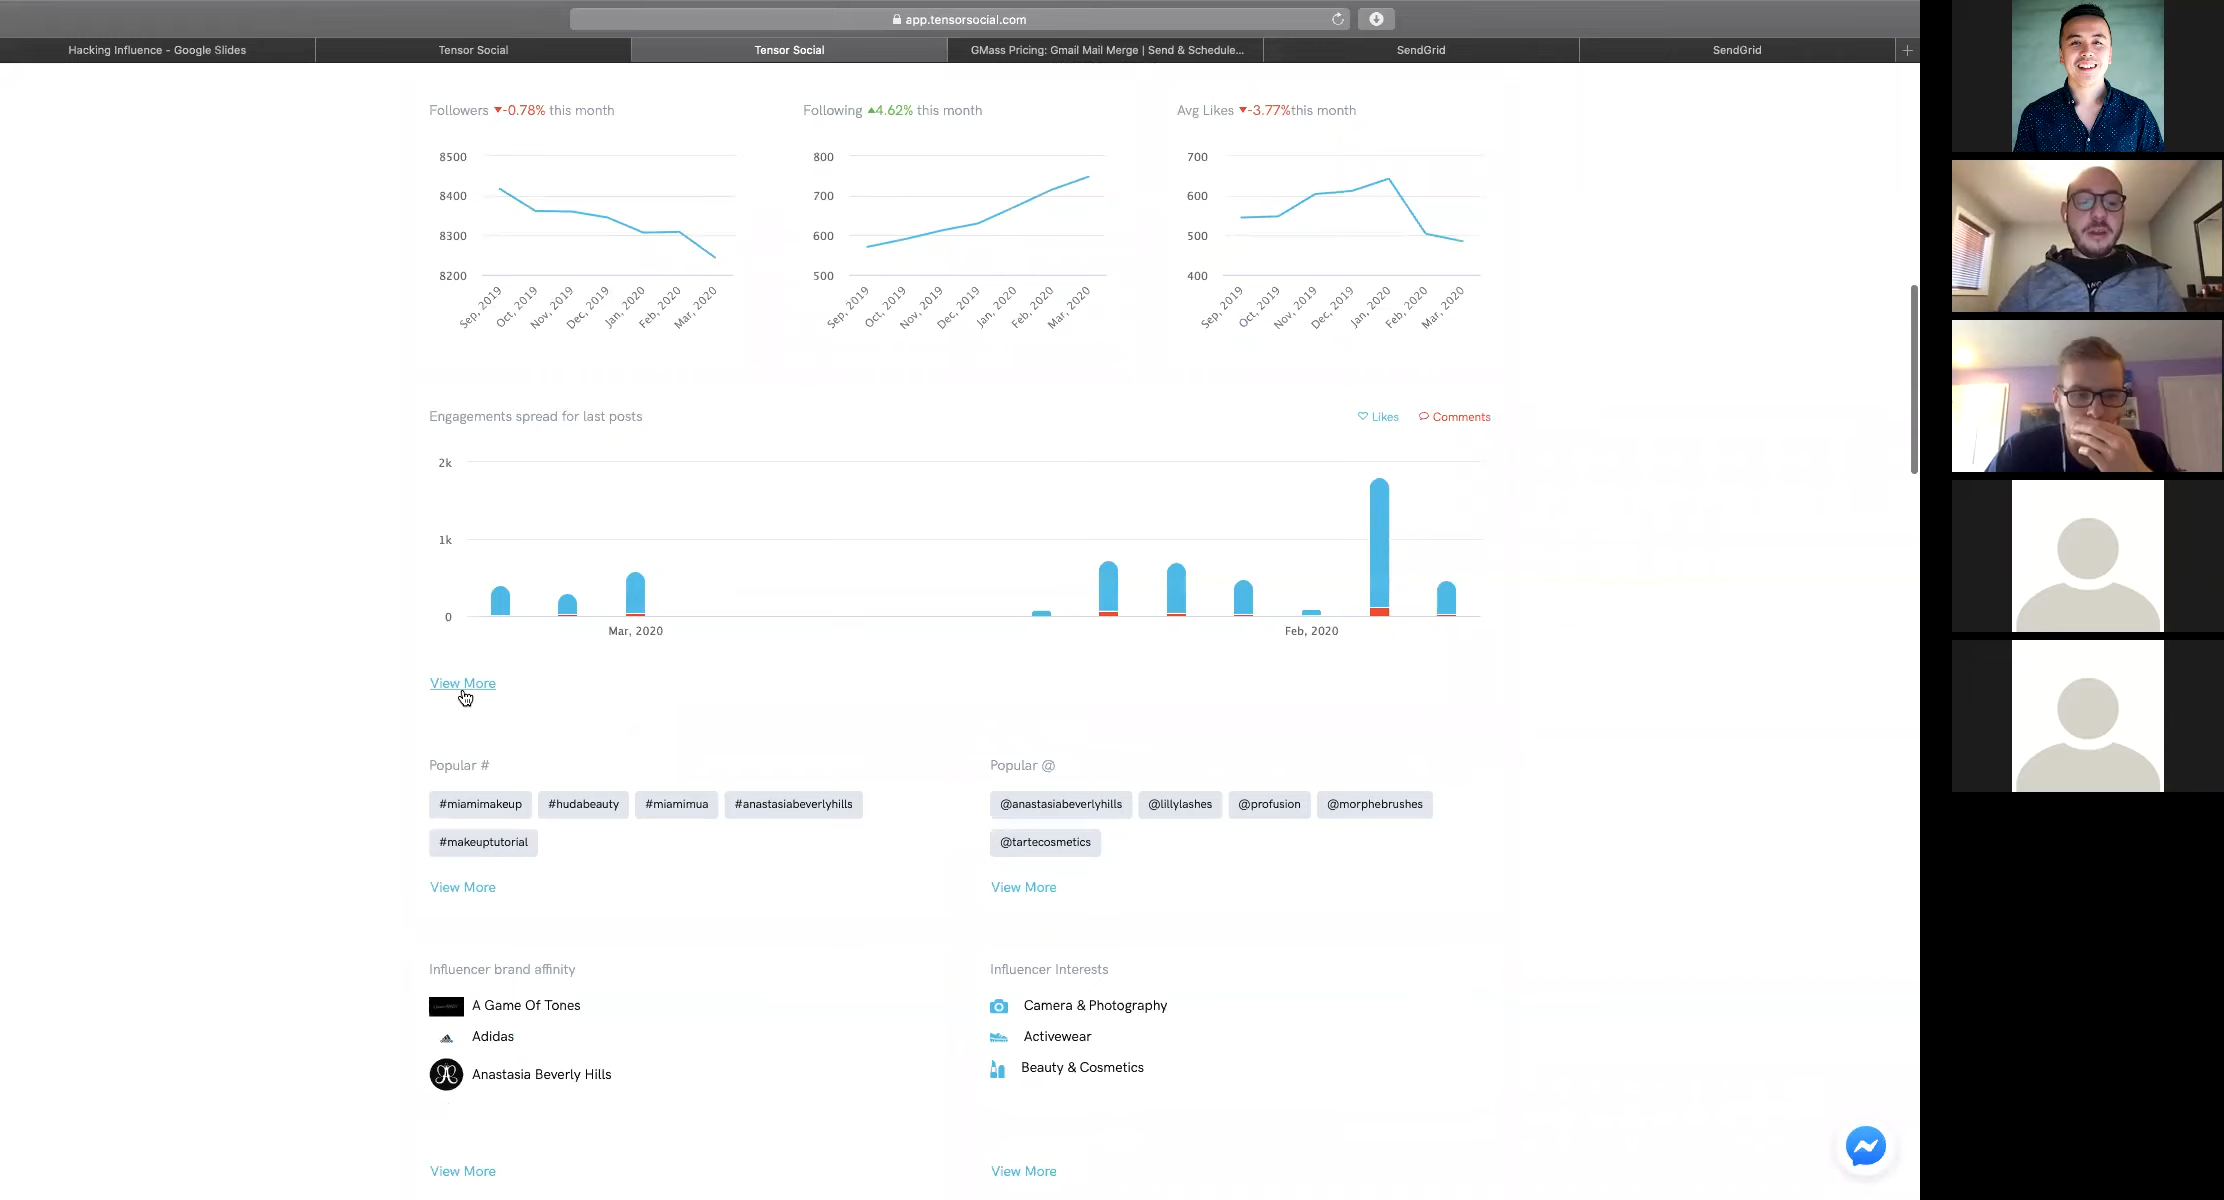 app.tensorsocial.com
Hacking Influence - Google Slides
Tensor Social
Tensor Social
GMass Pricing: Gmail Mail Merge | Send & Schedule...
SendGrid
SendGrid
Followers ▼-0.78% this month
8500
8400
8300
8200
Sep, 2019
Oct, 2019
Nov, 2019
Dec, 2019
Jan, 2020
Feb, 2020
Mar, 2020
Following ▲4.62% this month
800
700
600
500
Sep, 2019
Oct, 2019
Nov, 2019
Dec, 2019
Jan, 2020
Feb, 2020
Mar, 2020
Avg Likes ▼-3.77%this month
700
600
500
400
Sep, 2019
Oct, 2019
Nov, 2019
Dec, 2019
Jan, 2020
Feb, 2020
Mar, 2020
Engagements spread for last posts
Likes
Comments
2k
1k
0
Mar, 2020
Feb, 2020
View More
Popular #
#miamimakeup
#hudabeauty
#miamimua
#anastasiabeverlyhills
#makeuptutorial
View More
Popular @
@anastasiabeverlyhills
@lillylashes
@profusion
@morphebrushes
@tartecosmetics
View More
Influencer brand affinity
A Game Of Tones
Adidas
Anastasia Beverly Hills
View More
Influencer Interests
Camera & Photography
Activewear
Beauty & Cosmetics
View More